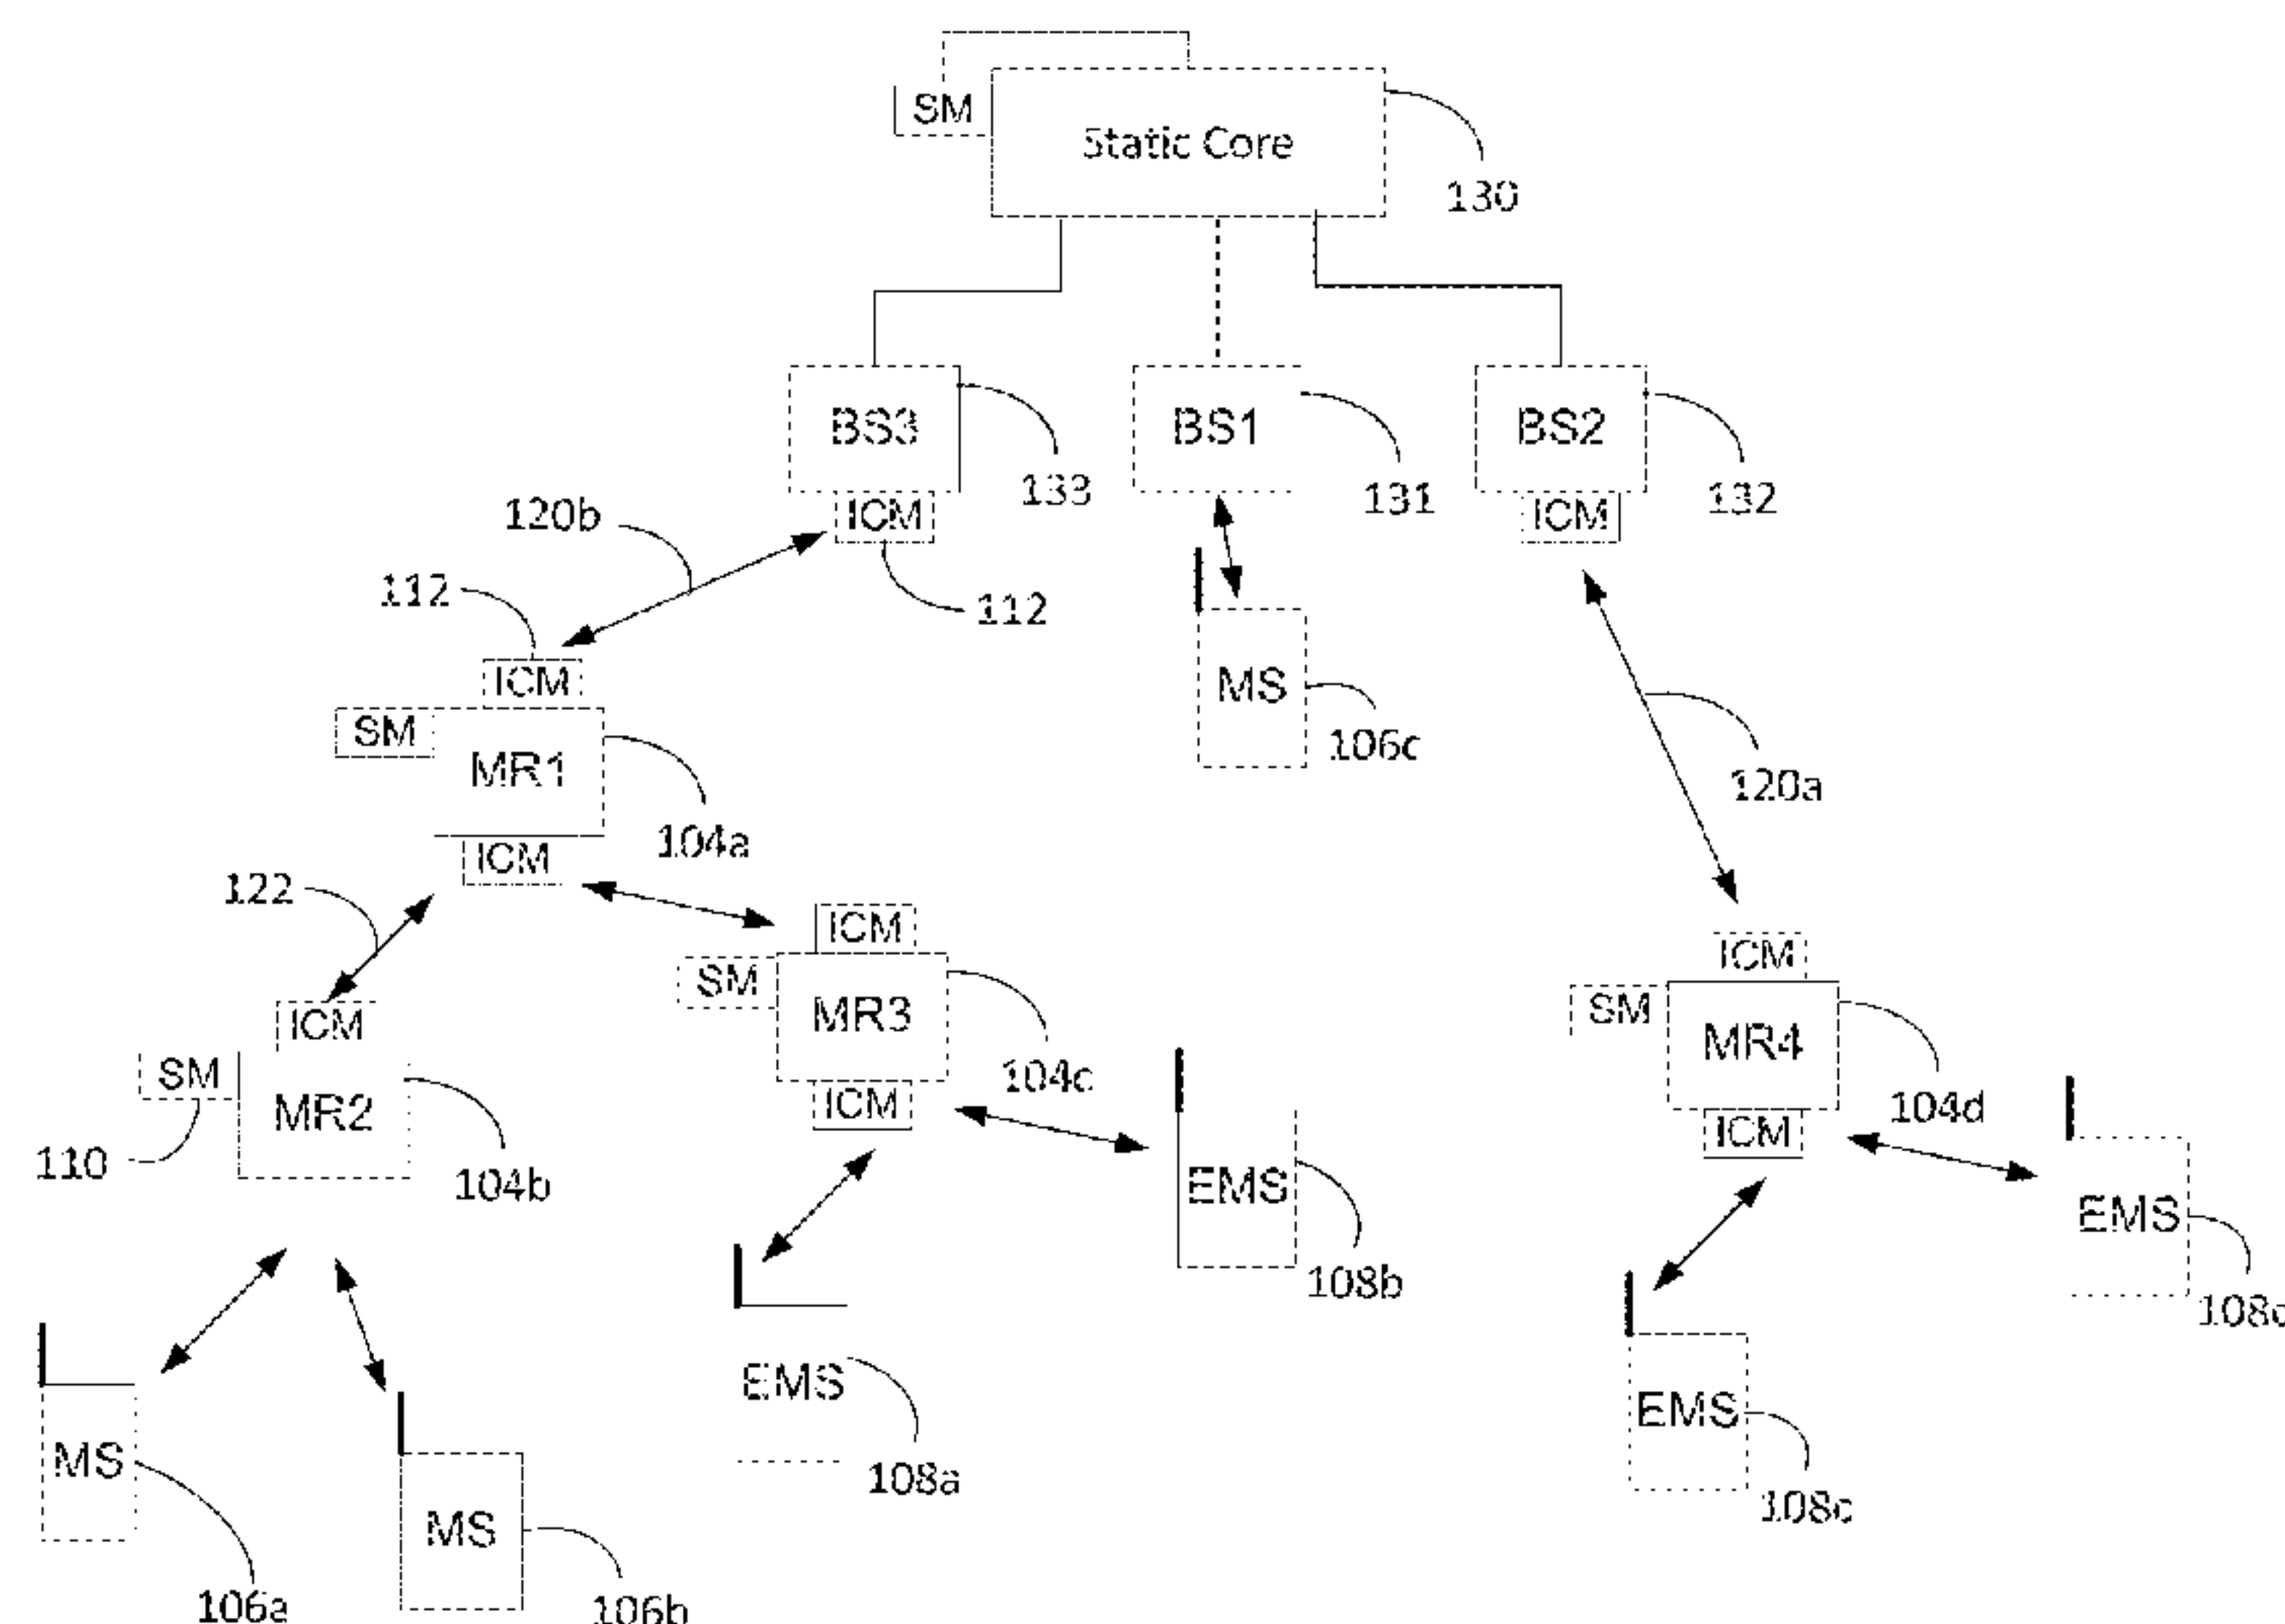 SM
Static Core
130
BS3
BS1
BS2
133
131
132
ICM
ICM
120b
112
112
ICM
MS
SM
MR1
106c
120a
104a
ICM
122
ICM
ICM
SM
MR3
SM
MR4
ICM
SM
MR2
104c
104d
ICM
ICM
110
104b
EMS
EMS
108b
EMS
108a
EMS
108c
MS
MS
106a
106b